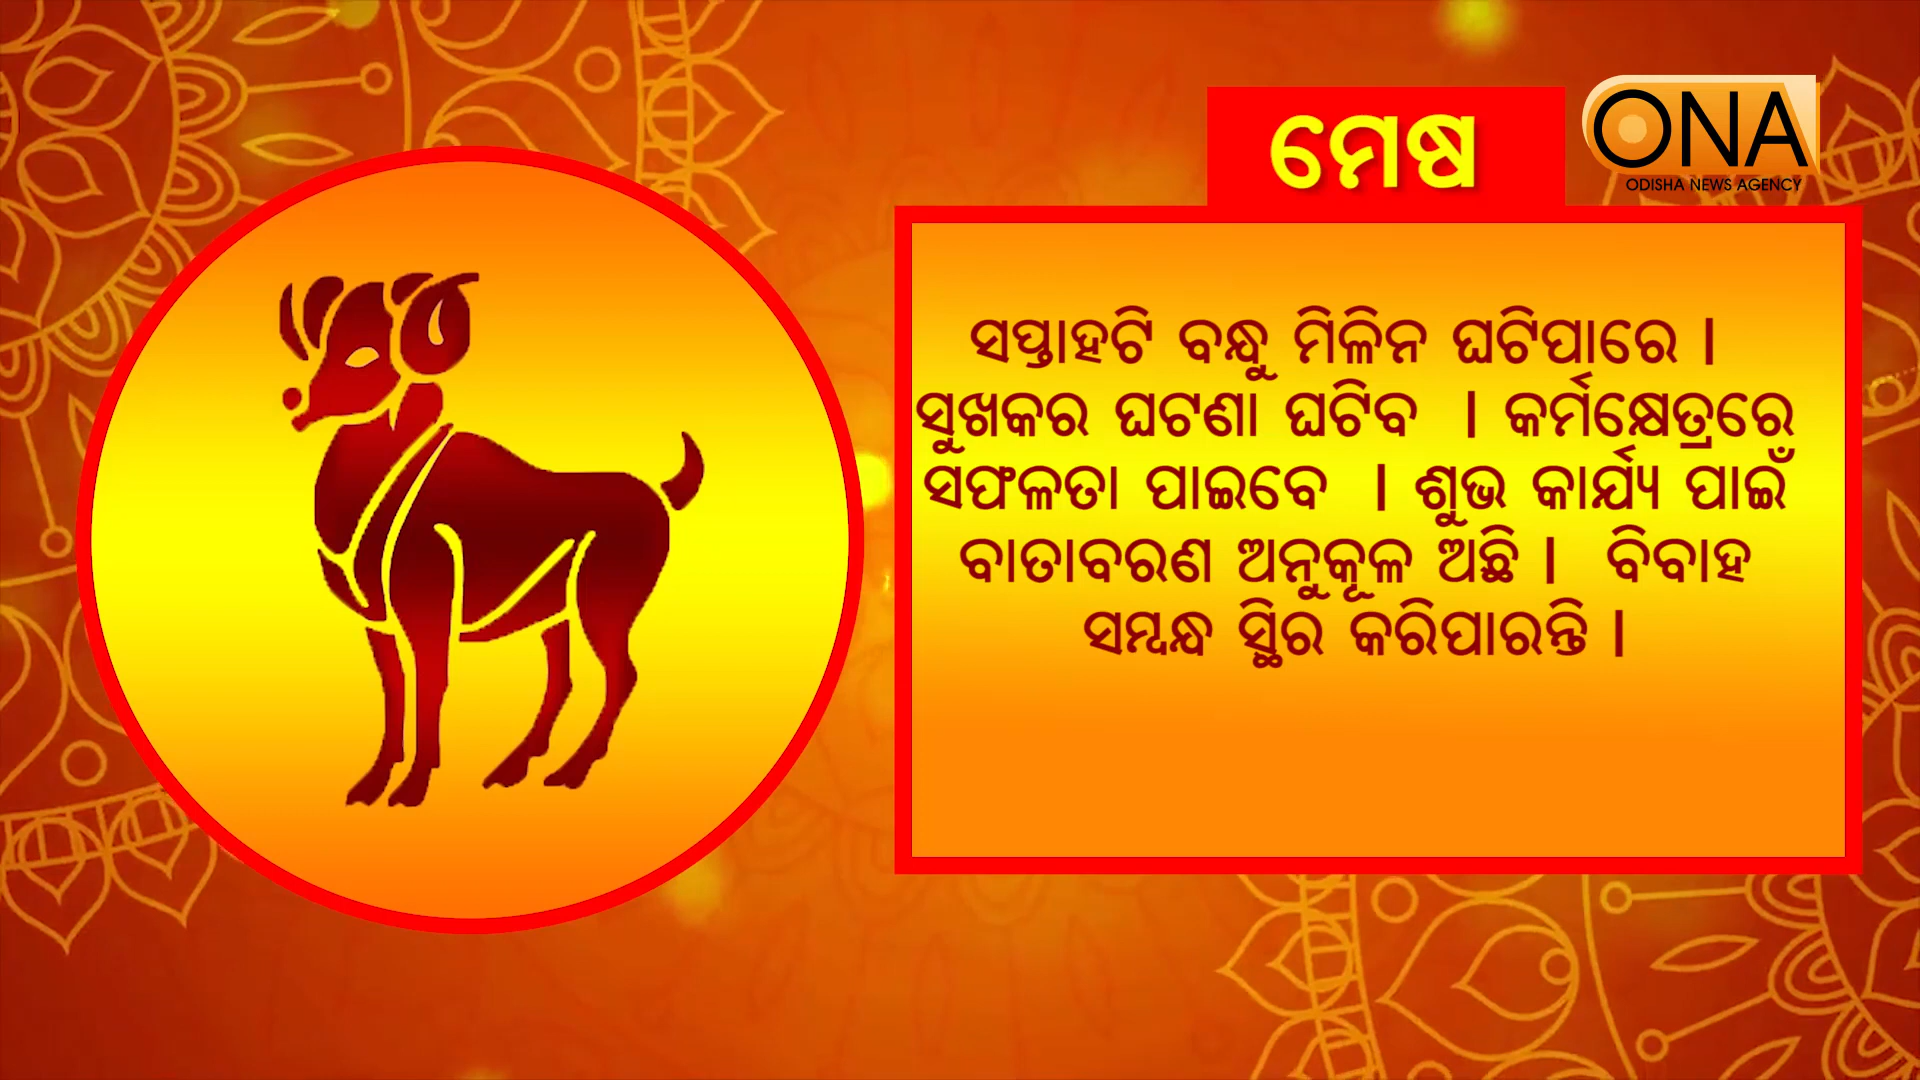 ମେଷ
ONA
ODISHA NEWS AGENCY
ସପ୍ତାହଟି ବନ୍ଧୁ ମିଳିନ ଘଟିପାରେ ।
ସୁଖକର ଘଟଣା ଘଟିବ । କର୍ମକ୍ଷେତ୍ରରେ
ସଫଳତା ପାଇବେ । ଶୁଭ କାର୍ଯ୍ୟ ପାଇଁ
ବାତାବରଣ ଅନୁକୂଳ ଅଛି । ବିବାହ
ସମ୍ବନ୍ଧ ସ୍ଥିର କରିପାରନ୍ତି ।